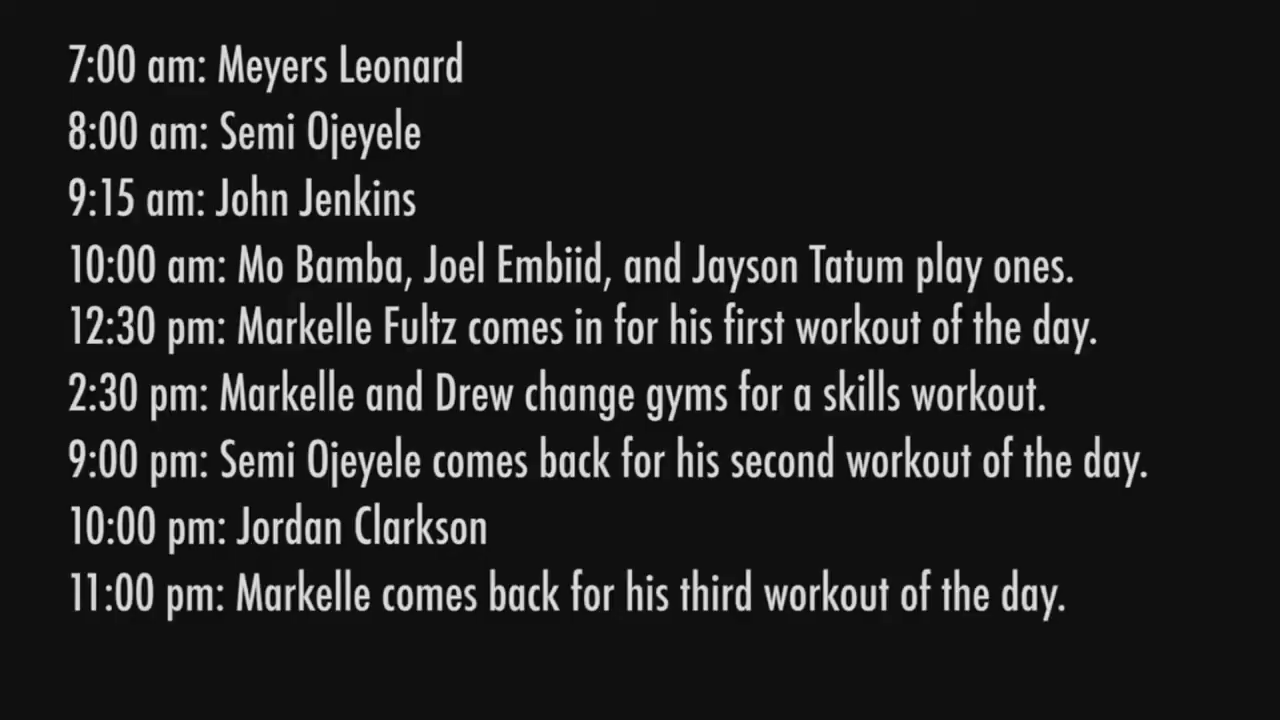 7:00 am: Meyers Leonard
8:00 am: Semi Ojeyele
9:15 am: John Jenkins
10:00 am: Mo Bamba, Joel Embiid, and Jayson Tatum play ones.
12:30 pm: Markelle Fultz comes in for his first workout of the day.
2:30 pm: Markelle and Drew change gyms for a skills workout.
9:00 pm: Semi Ojeyele comes back for his second workout of the day.
10:00 pm: Jordan Clarkson
11:00 pm: Markelle comes back for his third workout of the day.